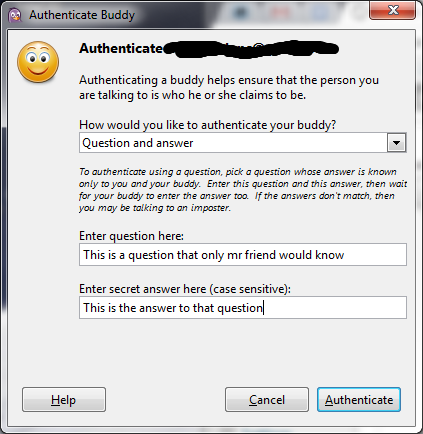 Authenticate Buddy
Authenticate
Authenticating a buddy helps ensure that the person you
are talking to is who he or she claims to be.
How would you like to authenticate your buddy?
Question and answer
To authenticate using a question, pick a question whose answer is known
only to you and your buddy. Enter this question and this answer, then wait
for your buddy to enter the answer too. If the answers don't match, then
you may be talking to an imposter.
Enter question here:
This is a question that only mr friend would know
Enter secret answer here (case sensitive):
This is the answer to that question
Help
Cancel
Authenticate